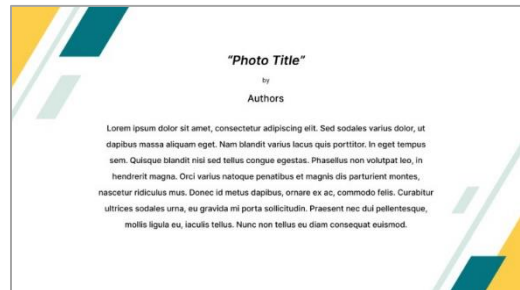 "Photo Title"
by
Authors
Lorem ipsum dolor sit amet, consectetur adipiscing elit. Sed sodales varius dolor, ut
dapibus massa aliquam eget. Nam blandit varius lacus quis porttitor. In eget tempus
sem. Quisque blandit nisi sed tellus congue egestas. Phasellus non volutpat leo, in
hendrerit magna. Orci varius natoque penatibus et magnis dis parturient montes,
nascetur ridiculus mus. Donec id metus dapibus, ornare ex ac, commodo felis. Curabitur
ultrices sodales urna, eu gravida mi porta sollicitudin. Praesent nec dui pellentesque,
mollis ligula eu, iaculis tellus. Nunc non tellus eu diam consequat euismod.